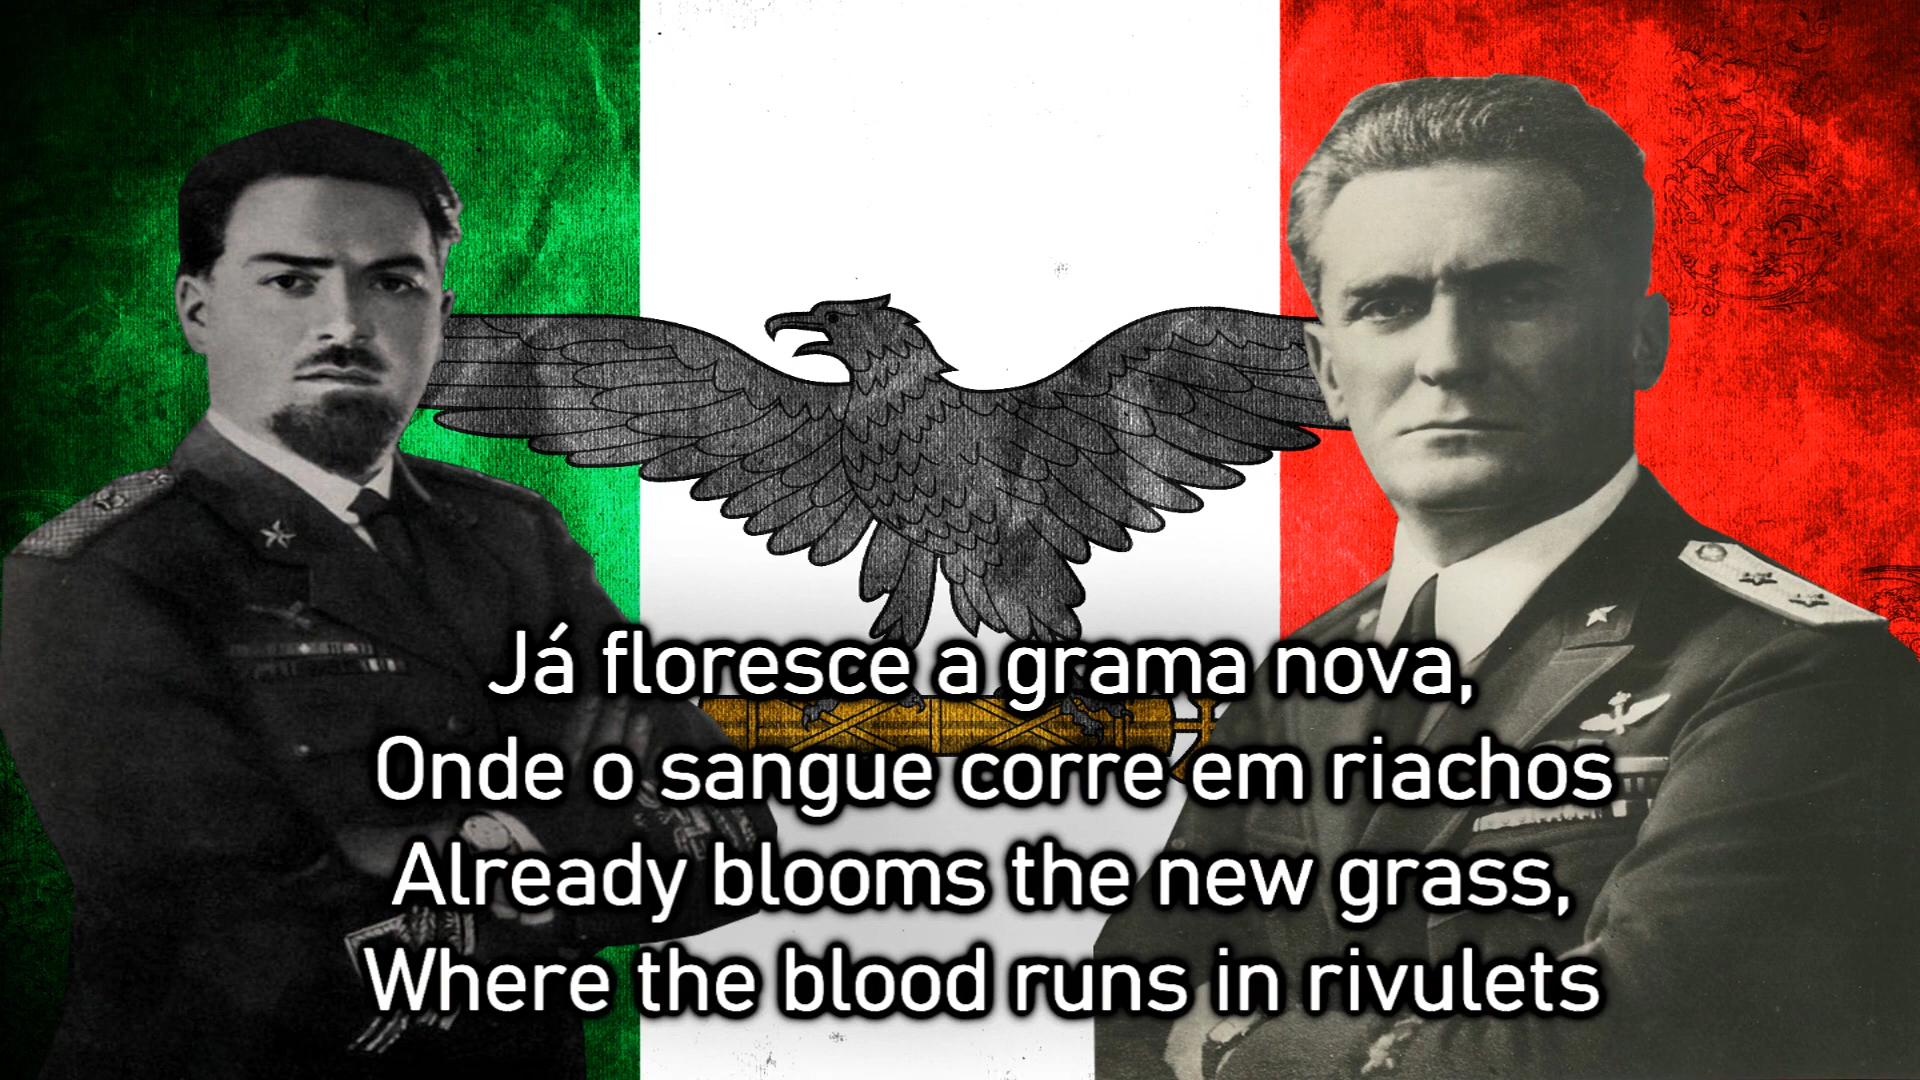 Já floresce a grama nova,
Onde o sangue corre em riachos
Already blooms the new grass,
Where the blood runs in rivulets